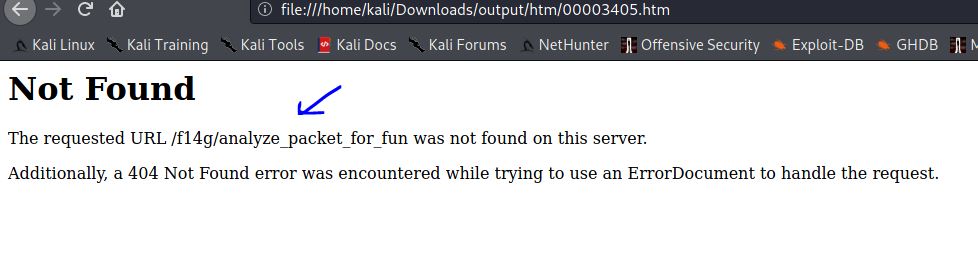 file:///home/kali/Downloads/output/htm/00003405.htm
Kali Linux Kali Training Kali Tools Kali Docs Kali Forums NetHunter Offensive Security Exploit-DB GHDB
Not Found
The requested URL /f14g/analyze_packet_for_fun was not found on this server.
Additionally, a 404 Not Found error was encountered while trying to use an ErrorDocument to handle the request.